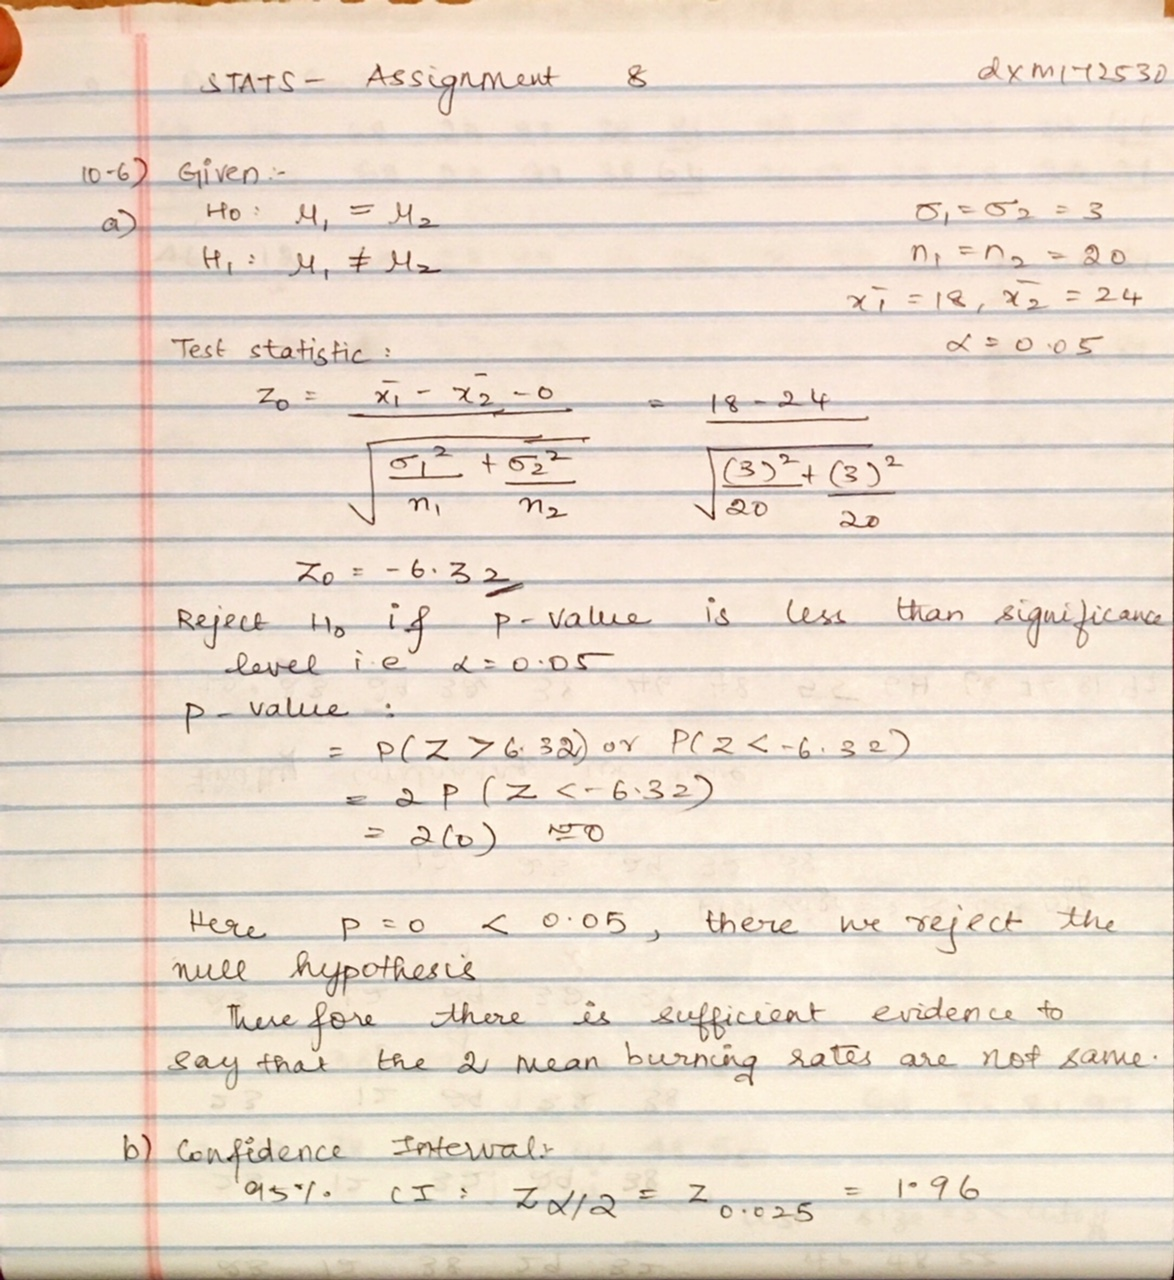 STATS - Assignment 8 dxm172530
10-6) Given :-
a) H0 : μ1 = μ2 σ1 = σ2 = 3
H1 : μ1 ≠ μ2 n1 = n2 = 20
x̄1 = 18, x̄2 = 24
Test statistic : α = 0.05
Z0 = (x̄1 - x̄2 - 0) / √(σ1²/n1 + σ2²/n2) = (18 - 24) / √((3)²/20 + (3)²/20)
Z0 = -6.32
Reject H0 if p-value is less than significance
level i.e α = 0.05
p-value :
= P(Z > 6.32) or P(Z < -6.32)
= 2 P (Z < -6.32)
= 2(0) ≈0
Here p = 0 < 0.05, there we reject the
null hypothesis
There fore there is sufficient evidence to
say that the 2 mean burning rates are not same.
b) Confidence Interval:-
95% CI : Zα/2 = Z0.025 = 1.96